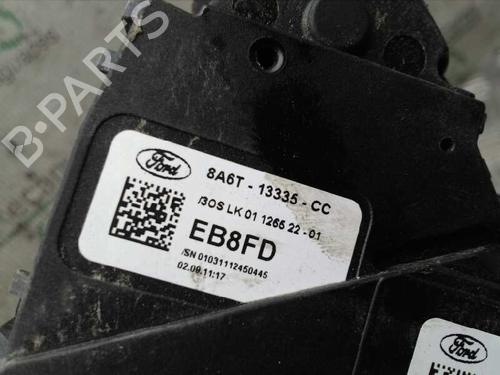 B-PARTS
Ford
8A6T - 13335 - CC
/3OS LK 01 1265 22 - 01
EB8FD
/SN 01031112450445
02.09.11:17
Ford